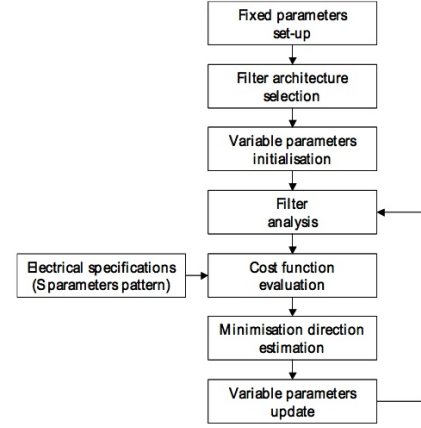 Fixed parameters
set-up
Filter architecture
selection
Variable parameters
initialisation
Filter
analysis
Electrical specifications
(S parameters pattern)
Cost function
evaluation
Minimisation direction
estimation
Variable parameters
update